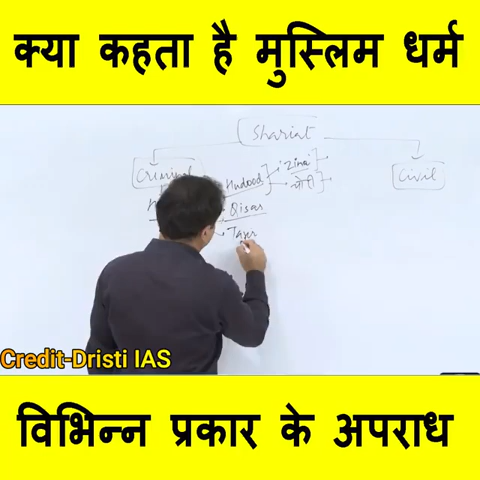 क्या कहता है मुस्लिम धर्म
Shariat
Criminal
Hudood
'Zina'
चोरी
Civil
Qisas
Tazir
Credit-Dristi IAS
विभिन्न प्रकार के अपराध